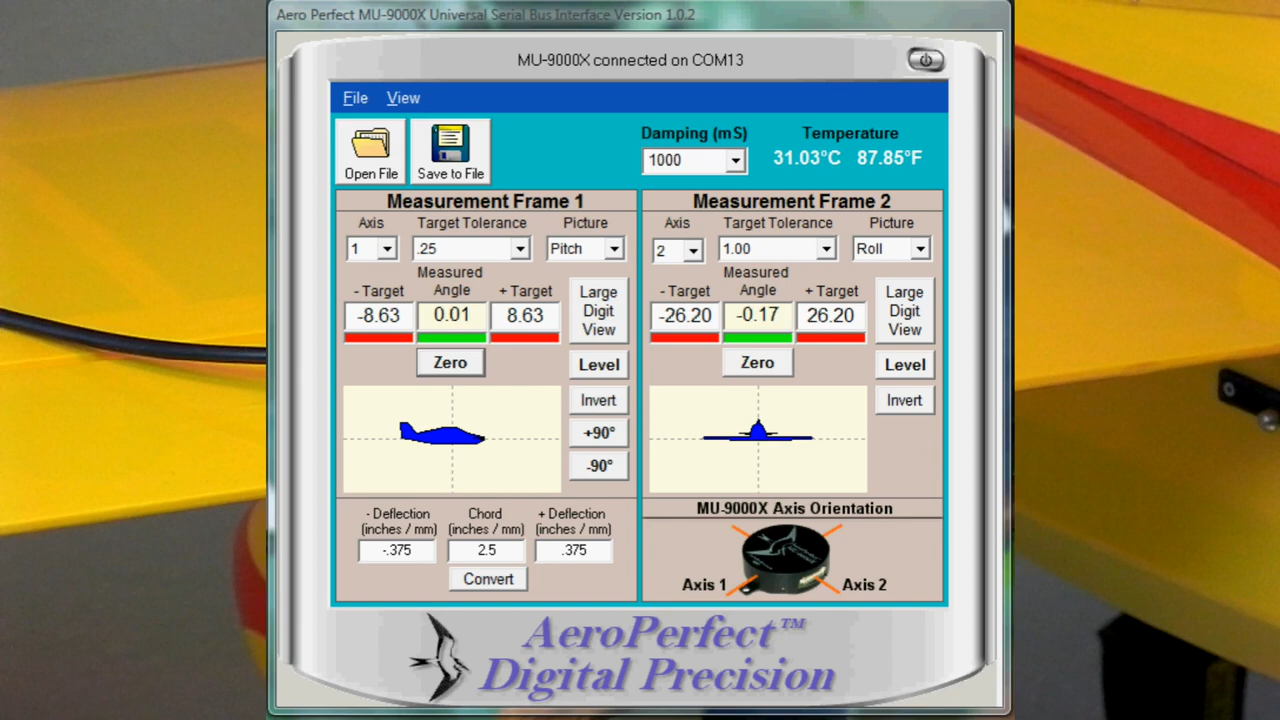 Aero Perfect MU-9000X Universal Serial Bus Interface Version 1.0.2
MU-9000X connected on COM13
File View
Open File
Save to File
Damping (mS)
1000
Temperature
31.03°C 87.85°F
Measurement Frame 1
Axis Target Tolerance Picture
1 .25 Pitch
- Target
Measured
Angle
+ Target
-8.63 0.01 8.63
Zero
Large
Digit
View
Level
Invert
+90°
-90°
- Deflection
(inches / mm)
Chord
(inches / mm)
+ Deflection
(inches / mm)
-.375 2.5 .375
Convert
Measurement Frame 2
Axis Target Tolerance Picture
2 1.00 Roll
- Target
Measured
Angle
+ Target
-26.20 -0.17 26.20
Zero
Large
Digit
View
Level
Invert
MU-9000X Axis Orientation
Axis 1
Axis 2
AeroPerfect™
Digital Precision